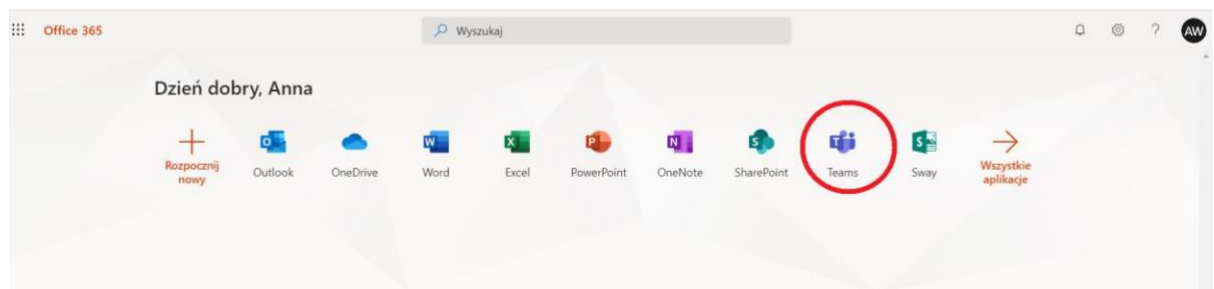 Office 365
Wyszukaj
?
AW
Dzień dobry, Anna
Rozpocznij
nowy
Outlook
OneDrive
Word
Excel
PowerPoint
OneNote
SharePoint
Teams
Sway
Wszystkie
aplikacje